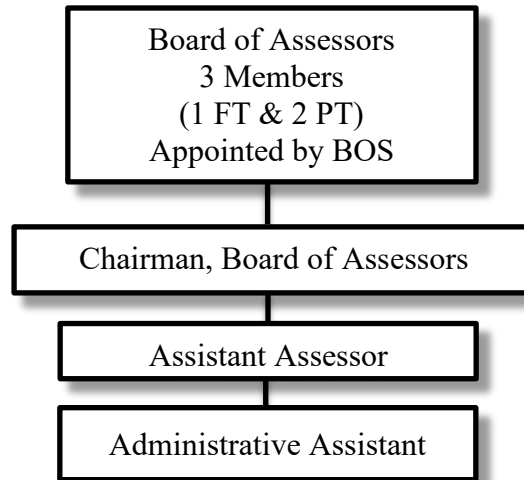 Board of Assessors
3 Members
(1 FT & 2 PT)
Appointed by BOS
Chairman, Board of Assessors
Assistant Assessor
Administrative Assistant